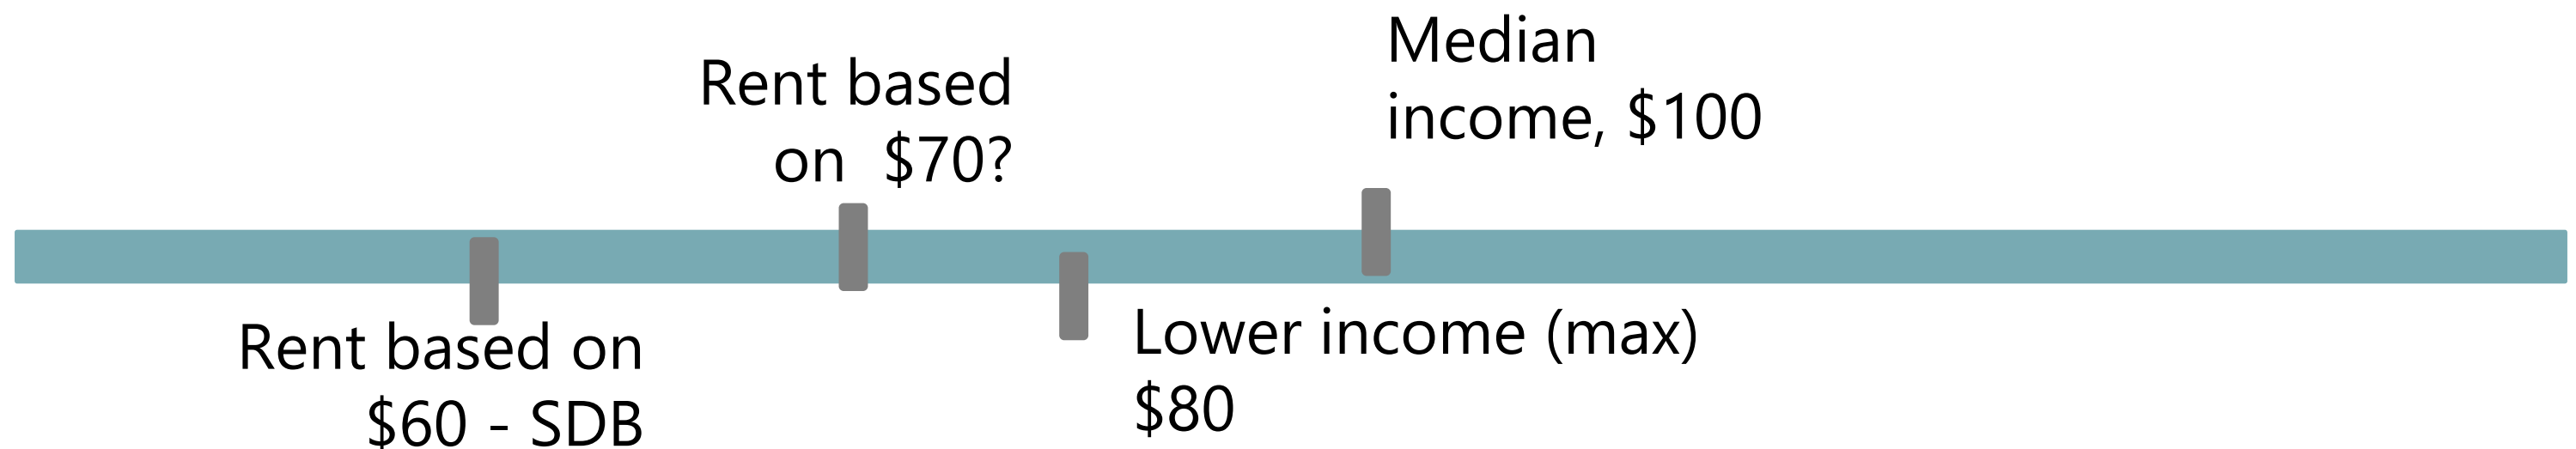 Median
income, $100
Rent based
on  $70?
Rent based on
$60 - SDB
Lower income (max)
$80